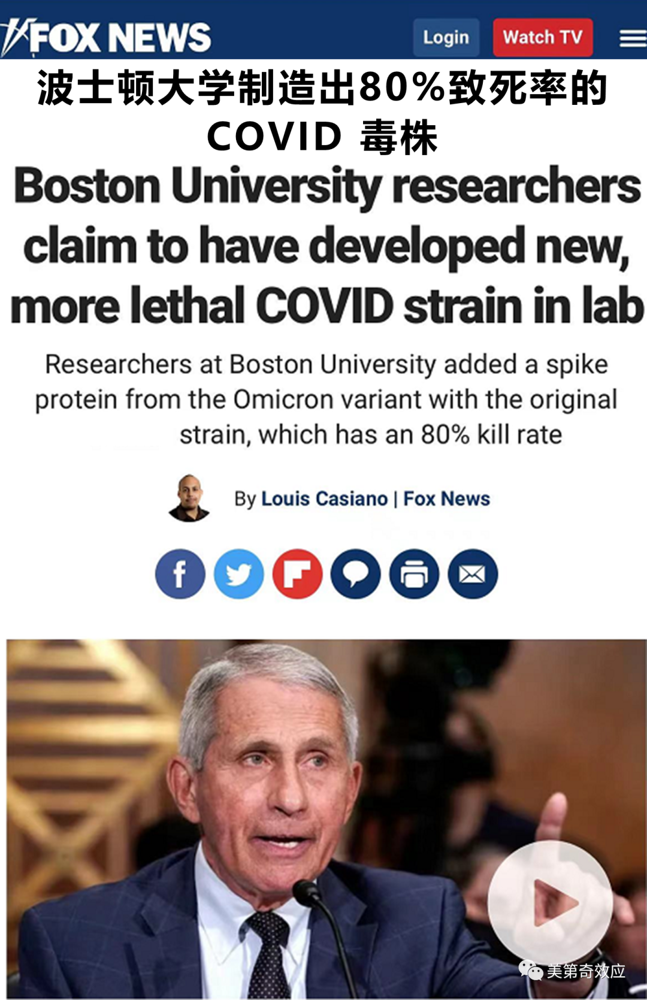 FOX NEWS
Login
Watch TV
波士顿大学制造出80%致死率的
COVID 毒株
Boston University researchers
claim to have developed new,
more lethal COVID strain in lab
Researchers at Boston University added a spike
protein from the Omicron variant with the original
strain, which has an 80% kill rate
By Louis Casiano | Fox News
美第奇效应